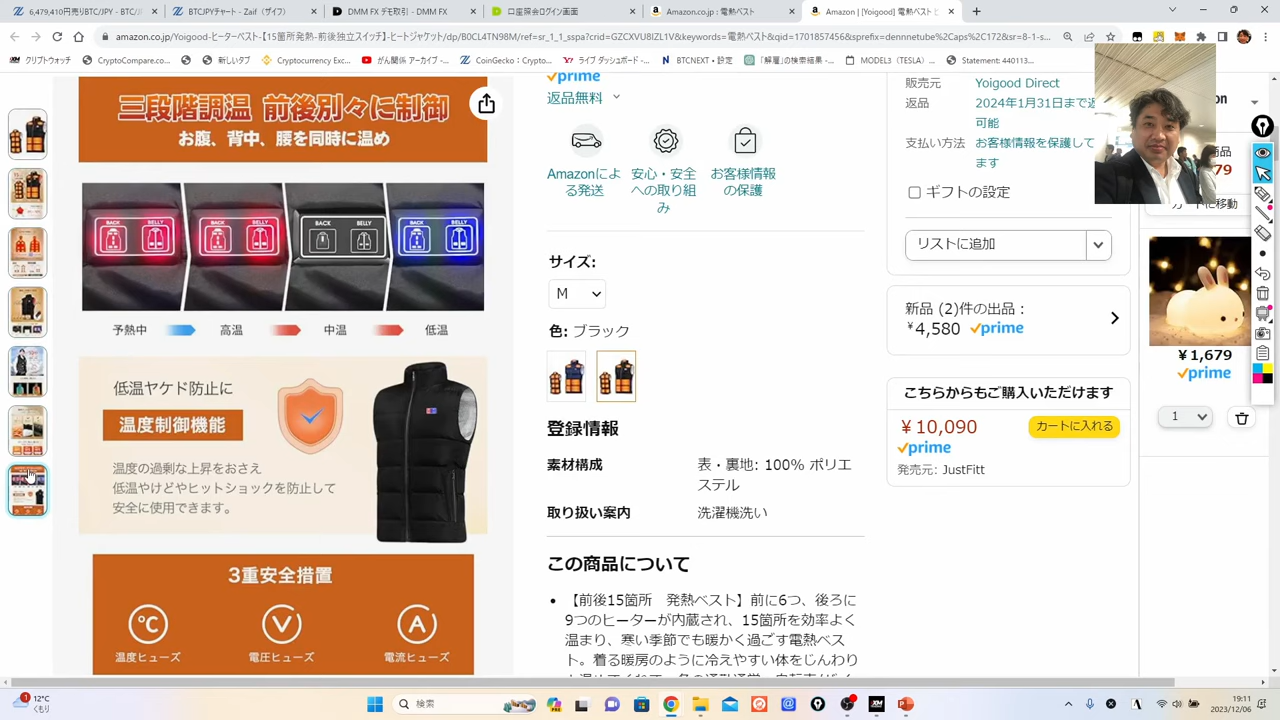 6,479,410円売りBTC/JPY - BTC/
BTCJPYチャート - Zaif（ザイフ）
DMM FX デモ取引 - DMM FX
口座照会ログイン画面
Amazon.co.jp : 電熱ベスト
Amazon | [Yoigood] 電熱ベスト
amazon.co.jp/Yoigood-ヒーターベスト-【15箇所発熱-前後独立スイッチ】-ヒートジャケット/dp/B0CL4TN98M/ref=sr_1_1_sspa?crid=GZCXVU8IZL1V&keywords=電熱ベスト&qid=1701857456&sprefix=dennnetube%2Caps%2C172&sr=8-1-s...
クリプトウォッチ
CryptoCompare.co...
新しいタブ
Cryptocurrency Exc...
がん関係 アーカイブ -...
CoinGecko：Crypto...
ライブ ダッシュボード -...
BTCNEXT • 設定
「解雇」の検索結果 -...
MODEL3（TESLA）...
Statement: 440113...
三段階調温 前後別々に制御
お腹、背中、腰を同時に温め
BACK BELLY
BACK BELLY
BACK BELLY
BACK BELLY
予熱中
高温
中温
低温
低温ヤケド防止に
温度制御機能
温度の過剰な上昇をおさえ
低温やけどやヒットショックを防止して
安全に使用できます。
3重安全措置
℃
V
A
温度ヒューズ
電圧ヒューズ
電流ヒューズ
prime
返品無料
Amazonによ
る発送
安心・安全
への取り組
み
お客様情報
の保護
サイズ:
M
色: ブラック
登録情報
素材構成
表・裏地: 100% ポリエ
ステル
取り扱い案内
洗濯機洗い
この商品について
• 【前後15箇所 発熱ベスト】前に6つ、後ろに
9つのヒーターが内蔵され、15箇所を効率よく
温まり、寒い季節でも暖かく過ごす電熱ベス
ト。着る暖房のように冷えやすい体をじんわり
販売元
Yoigood Direct
返品
2024年1月31日まで返
可能
支払い方法
お客様情報を保護して
ます
ギフトの設定
リストに追加
新品 (2)件の出品：
¥4,580 prime
こちらからもご購入いただけます
¥10,090
カートに入れる
prime
発売元: JustFitt
on
商品
79
カートに移動
¥1,679
prime
1
1
12°C
くもり
検索
19:11
2023/12/06